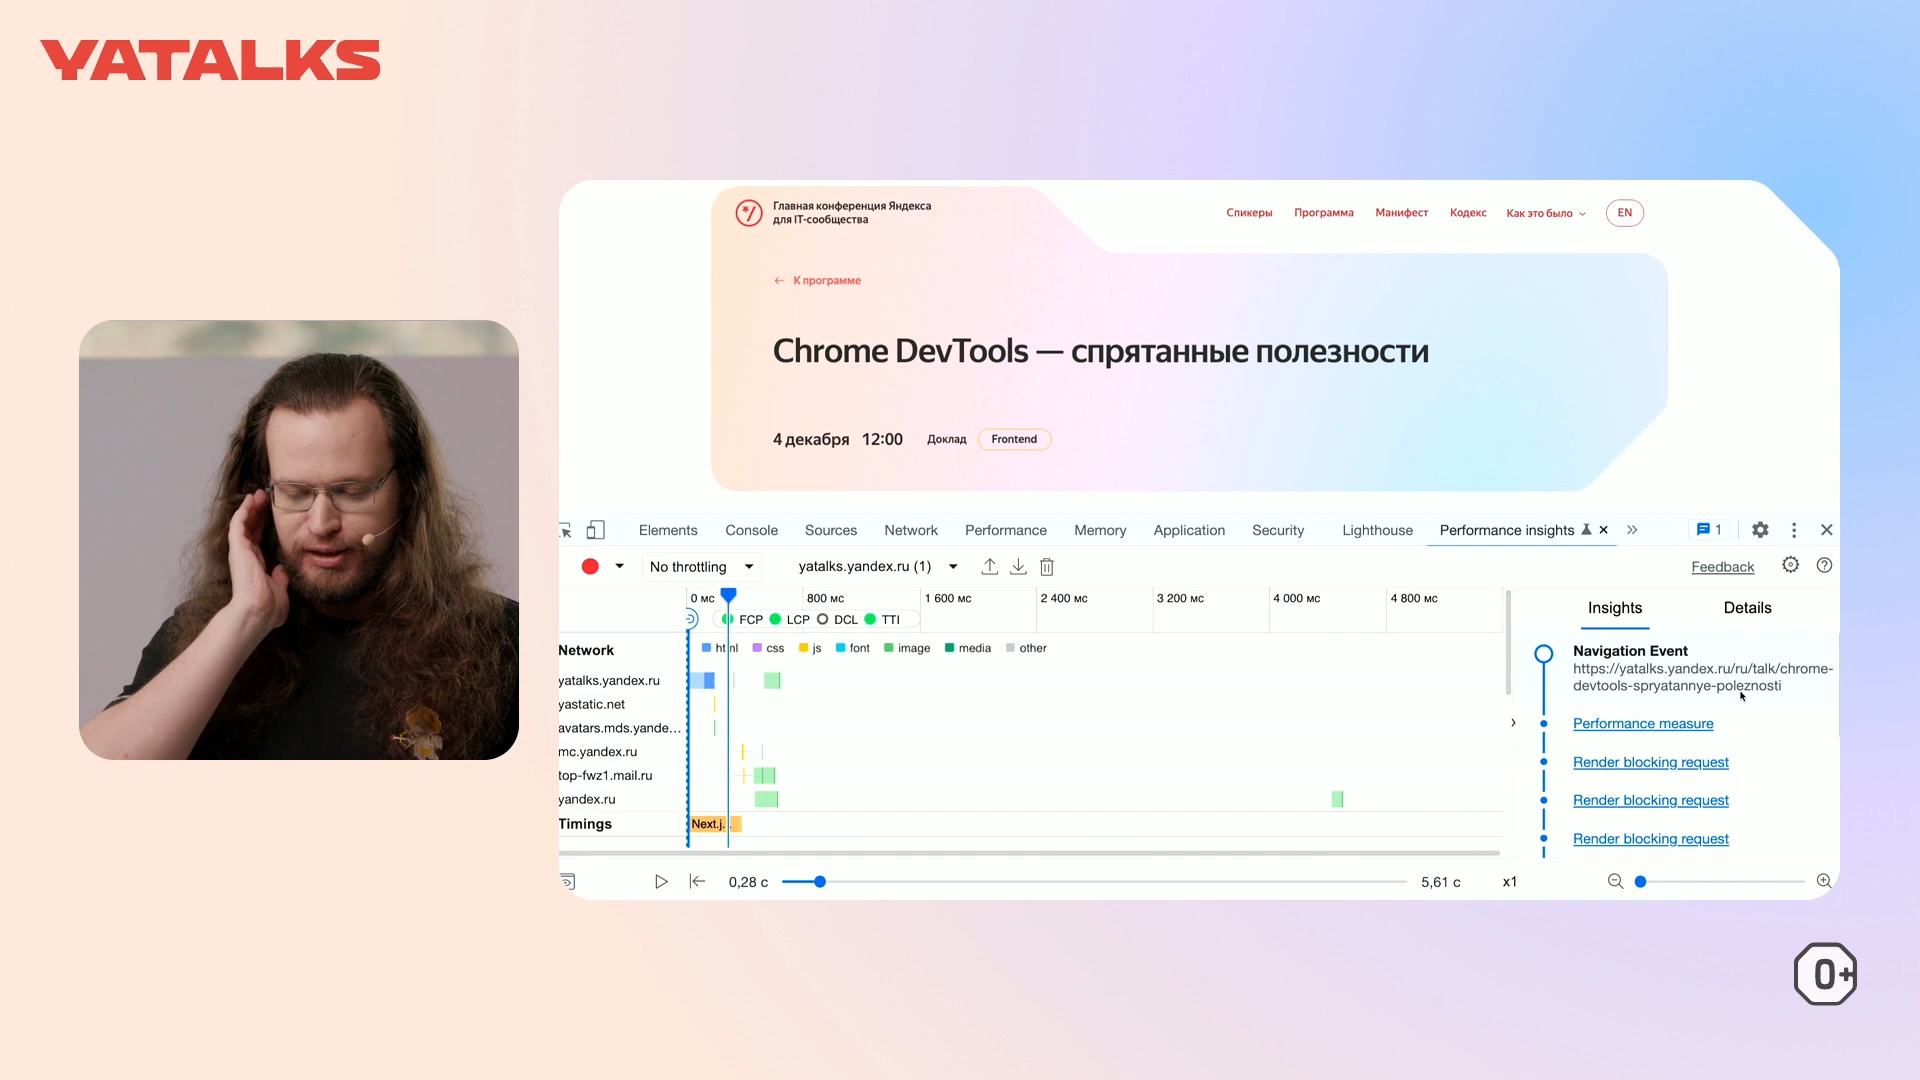 YATALKS
Главная конференция Яндекса
для IT-сообщества
Спикеры Программа Манифест Кодекс Как это было EN
← К программе
Chrome DevTools — спрятанные полезности
4 декабря 12:00 Доклад Frontend
Elements Console Sources Network Performance Memory Application Security Lighthouse Performance insights 1
No throttling yatalks.yandex.ru (1) Feedback
0 мс 800 мс 1 600 мс 2 400 мс 3 200 мс 4 000 мс 4 800 мс
FCP LCP DCL TTI
Network html css js font image media other
yatalks.yandex.ru
yastatic.net
avatars.mds.yande...
mc.yandex.ru
top-fwz1.mail.ru
yandex.ru
Timings Next.j...
Insights Details
Navigation Event
https://yatalks.yandex.ru/ru/talk/chrome-
devtools-spryatannye-poleznosti
Performance measure
Render blocking request
Render blocking request
Render blocking request
0,28 с 5,61 с x1
0+